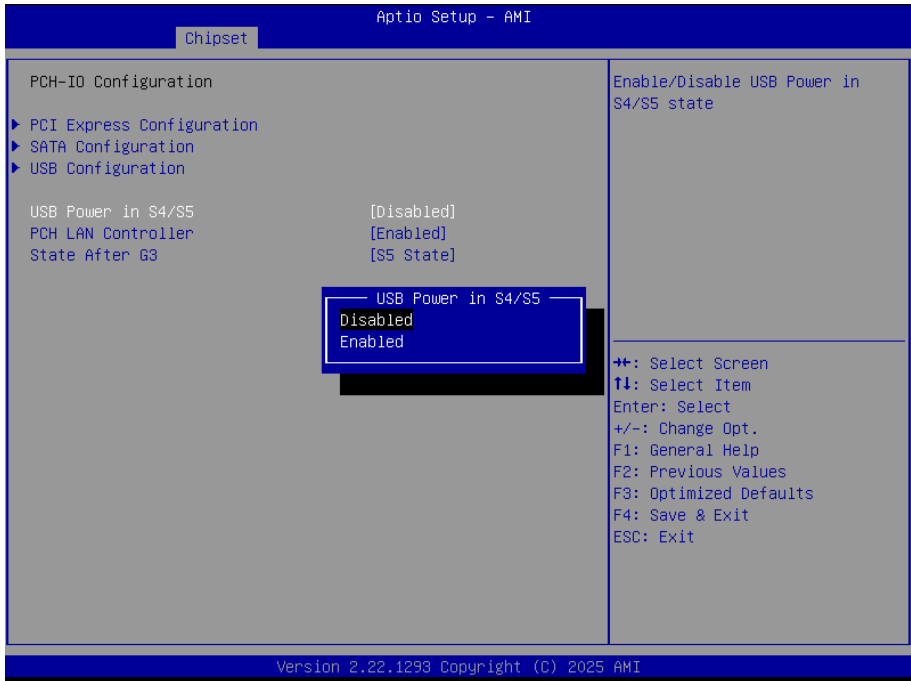 Aptio Setup – AMI
Chipset
PCH-IO Configuration
PCI Express Configuration
SATA Configuration
USB Configuration
USB Power in S4/S5 [Disabled]
PCH LAN Controller [Enabled]
State After G3 [S5 State]
USB Power in S4/S5
Disabled
Enabled
Enable/Disable USB Power in
S4/S5 state
→←: Select Screen
↑↓: Select Item
Enter: Select
+/-: Change Opt.
F1: General Help
F2: Previous Values
F3: Optimized Defaults
F4: Save & Exit
ESC: Exit
Version 2.22.1293 Copyright (C) 2025 AMI